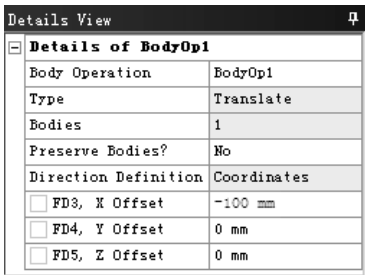 Details View
Details of BodyOp1
Body Operation BodyOp1
Type Translate
Bodies 1
Preserve Bodies? No
Direction Definition Coordinates
FD3, X Offset -100 mm
FD4, Y Offset 0 mm
FD5, Z Offset 0 mm